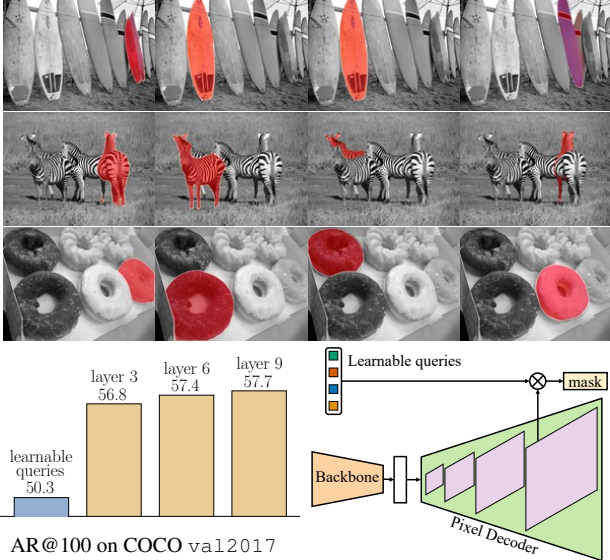 layer 3
56.8
layer 6
57.4
layer 9
57.7
learnable
queries
50.3
AR@100 on COCO val2017
Learnable queries
mask
Backbone
Pixel Decoder